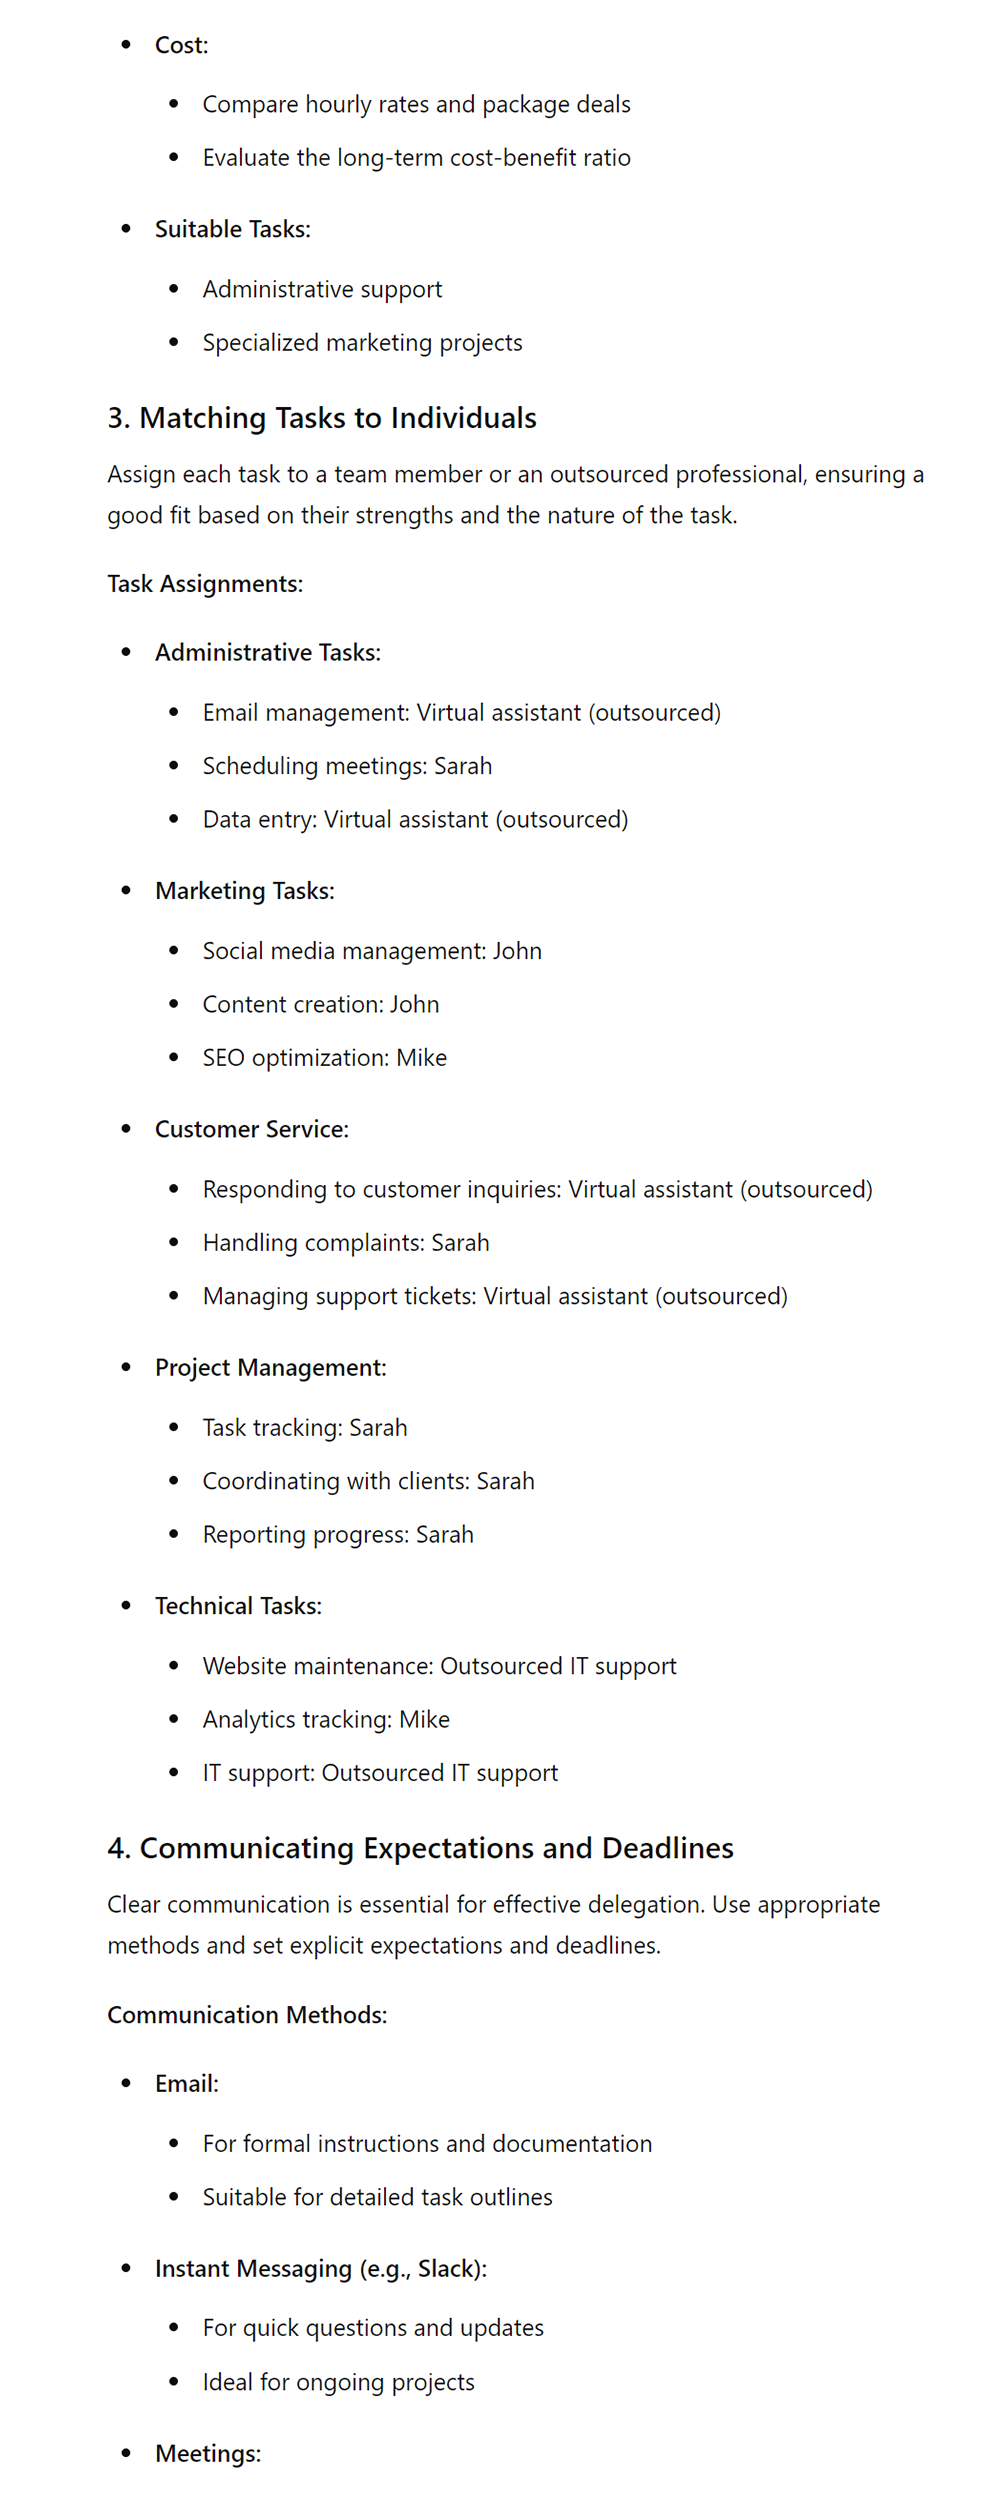 Cost:
Compare hourly rates and package deals
Evaluate the long-term cost-benefit ratio
Suitable Tasks:
Administrative support
Specialized marketing projects
3. Matching Tasks to Individuals
Assign each task to a team member or an outsourced professional, ensuring a
good fit based on their strengths and the nature of the task.
Task Assignments:
Administrative Tasks:
Email management: Virtual assistant (outsourced)
Scheduling meetings: Sarah
Data entry: Virtual assistant (outsourced)
Marketing Tasks:
Social media management: John
Content creation: John
SEO optimization: Mike
Customer Service:
Responding to customer inquiries: Virtual assistant (outsourced)
Handling complaints: Sarah
Managing support tickets: Virtual assistant (outsourced)
Project Management:
Task tracking: Sarah
Coordinating with clients: Sarah
Reporting progress: Sarah
Technical Tasks:
Website maintenance: Outsourced IT support
Analytics tracking: Mike
IT support: Outsourced IT support
4. Communicating Expectations and Deadlines
Clear communication is essential for effective delegation. Use appropriate
methods and set explicit expectations and deadlines.
Communication Methods:
Email:
For formal instructions and documentation
Suitable for detailed task outlines
Instant Messaging (e.g., Slack):
For quick questions and updates
Ideal for ongoing projects
Meetings: